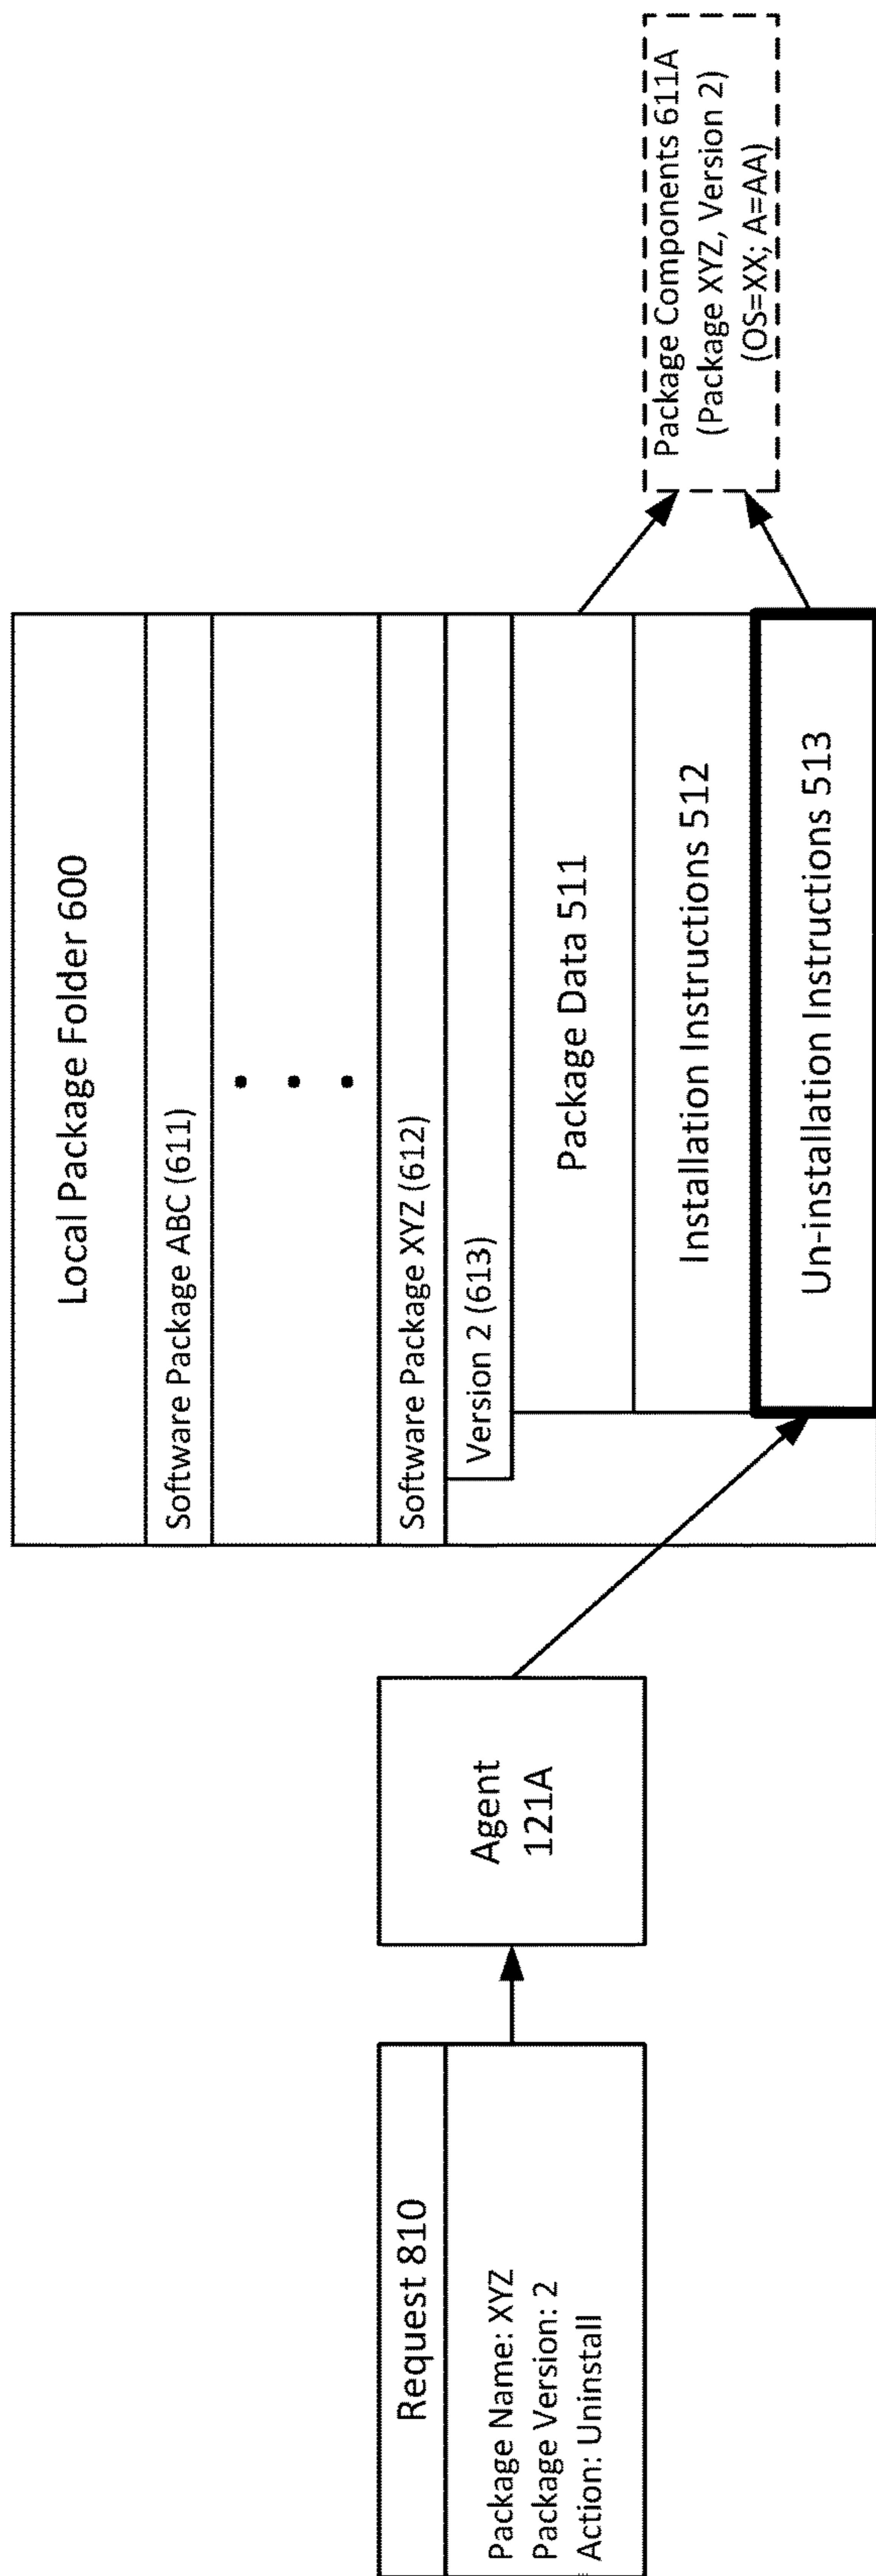 Request 810
Package Name: XYZ
Package Version: 2
Action: Uninstall
Agent
121A
Local Package Folder 600
Software Package ABC (611)
Software Package XYZ (612)
Version 2 (613)
Package Data 511
Installation Instructions 512
Un-installation Instructions 513
Package Components 611A
(Package XYZ, Version 2)
(OS=XX; A=AA)